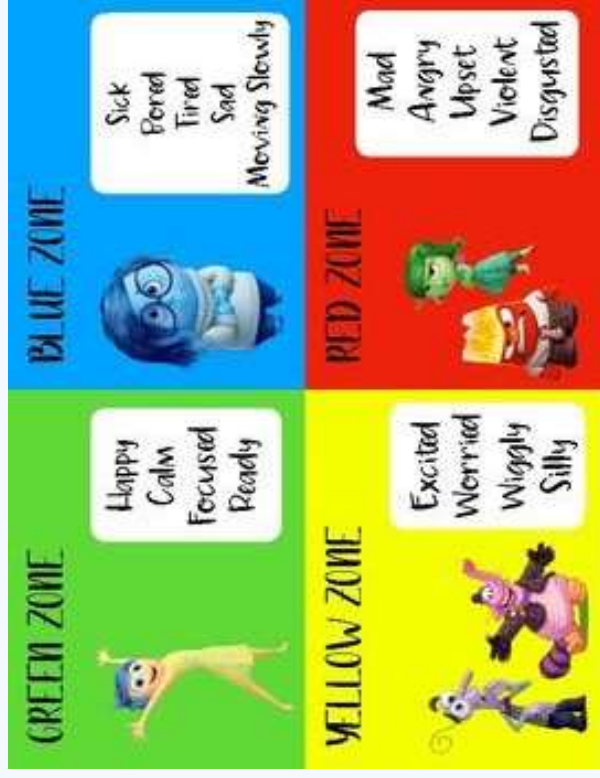 GREEN ZONE
Happy
Calm
Focused
Ready
BLUE ZONE
Sick
Bored
Tired
Sad
Moving Slowly
YELLOW ZONE
Excited
Worried
Wiggly
Silly
RED ZONE
Mad
Angry
Upset
Violent
Disgusted